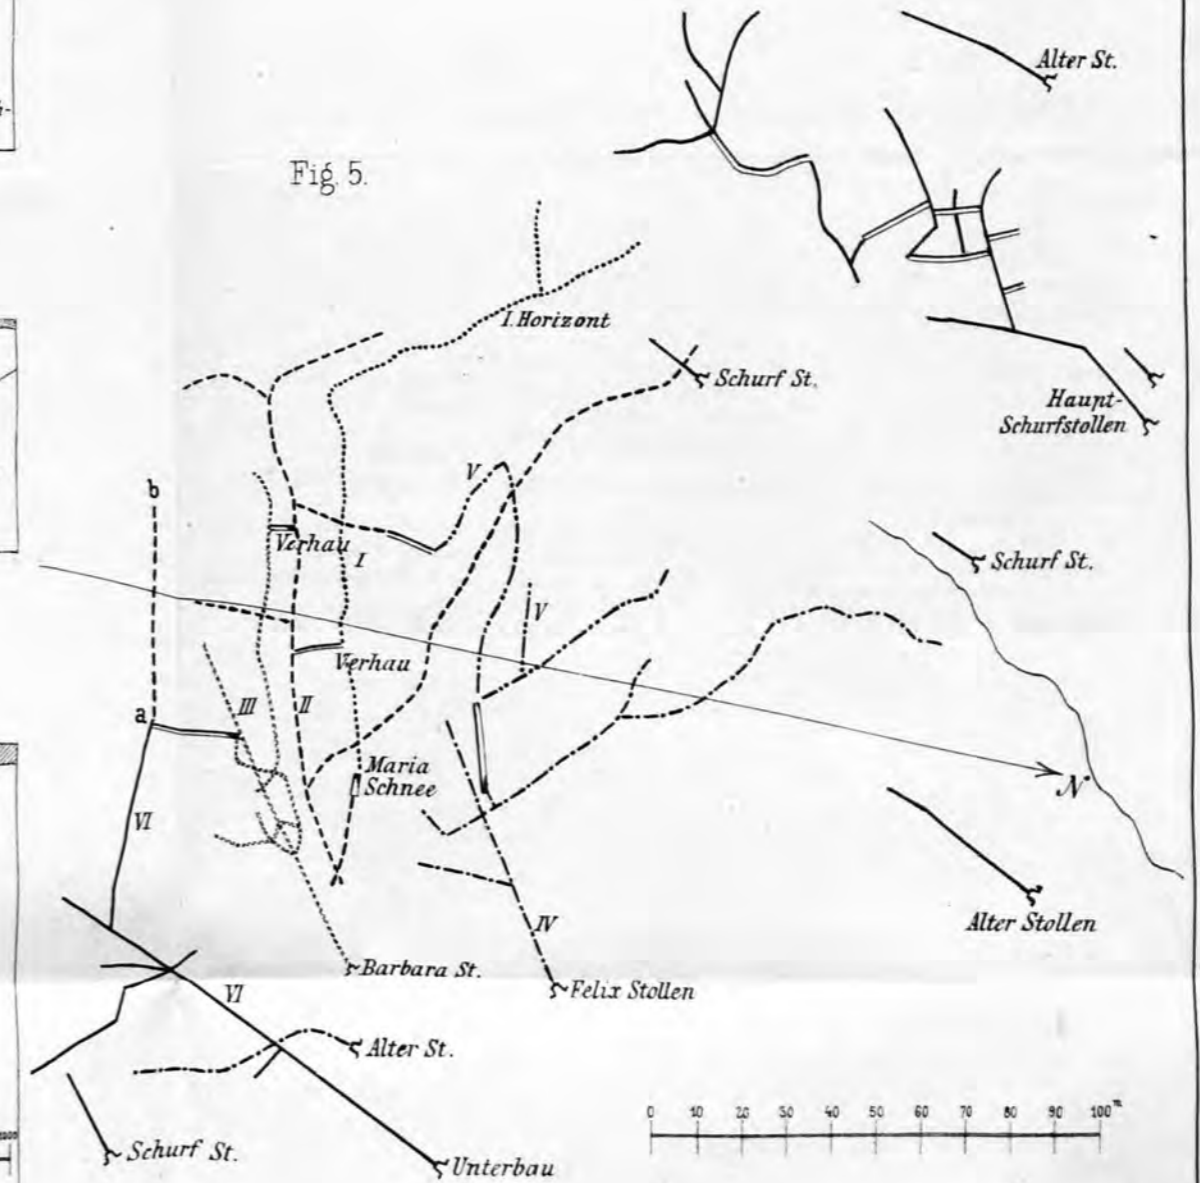 Alter St.
Fig. 5.
I. Horizont
Schurf St.
Haupt-
Schurfstollen
V
b
Verhau
I
Schurf St.
V
Verhau
III
II
a
Maria
Schnee
N
VI
Alter Stollen
IV
Barbara St.
Felix Stollen
VI
Alter St.
0 10 20 30 40 50 60 70 80 90 100 m
Schurf St.
Unterbau